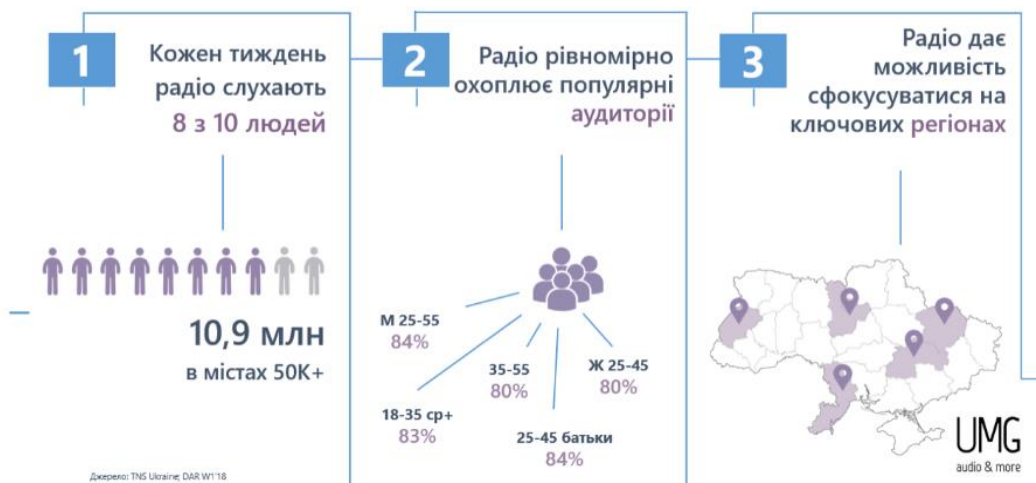 1
Кожен тиждень
радіо слухають
8 з 10 людей
10,9 млн
в містах 50К+
2
Радіо рівномірно
охоплює популярні
аудиторії
М 25-55
84%
18-35 ср+
83%
35-55
80%
25-45 батьки
84%
Ж 25-45
80%
3
Радіо дає
можливість
сфокусуватися на
ключових регіонах
UMG
audio & more
Джерело: TNS Ukraine; DAR W1'18